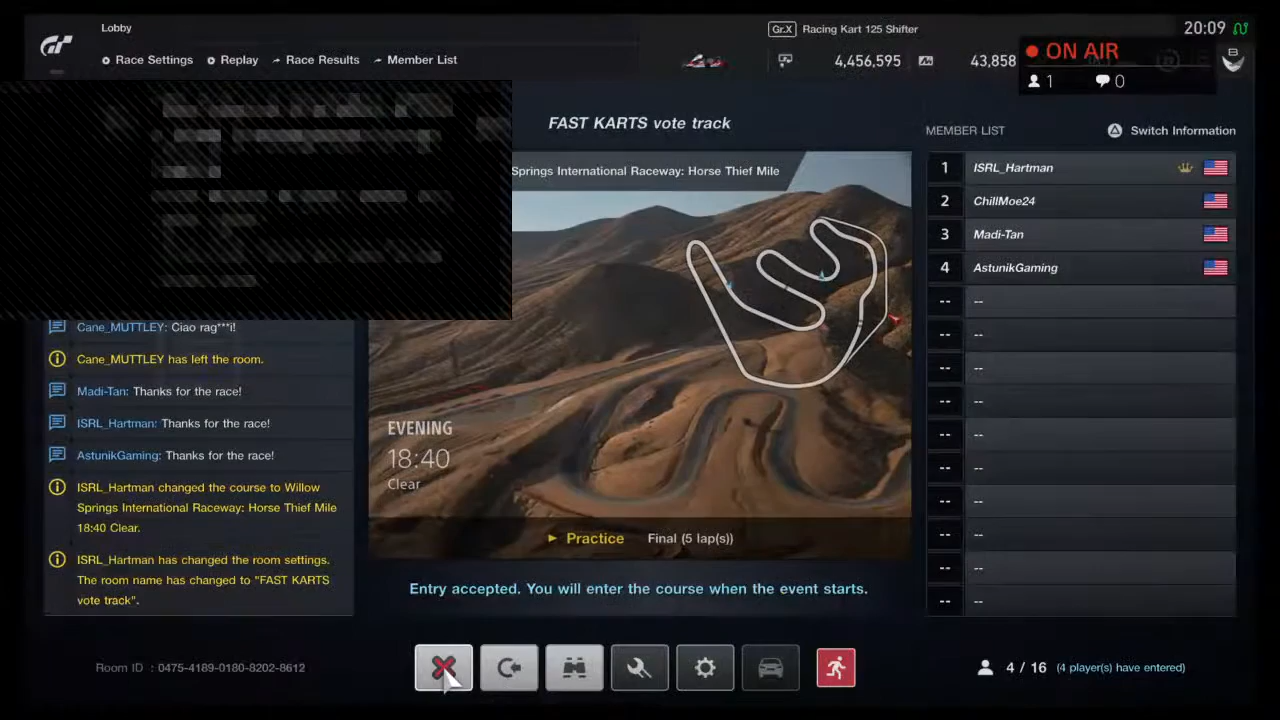 Lobby
Gr.X Racing Kart 125 Shifter
20:09
Race Settings Replay Race Results Member List
4,456,595
43,858
ON AIR
1 0
FAST KARTS vote track
MEMBER LIST
Switch Information
Springs International Raceway: Horse Thief Mile
1 ISRL_Hartman
2 ChillMoe24
3 Madi-Tan
4 AstunikGaming
-- --
-- --
-- --
-- --
-- --
-- --
-- --
-- --
-- --
-- --
Cane_MUTTLEY: Ciao rag***i!
Cane_MUTTLEY has left the room.
Madi-Tan: Thanks for the race!
ISRL_Hartman: Thanks for the race!
AstunikGaming: Thanks for the race!
ISRL_Hartman changed the course to Willow
Springs International Raceway: Horse Thief Mile
18:40 Clear.
ISRL_Hartman has changed the room settings.
The room name has changed to "FAST KARTS
vote track".
EVENING
18:40
Clear
Practice Final (5 lap(s))
Entry accepted. You will enter the course when the event starts.
Room ID : 0475-4189-0180-8202-8612
4 / 16 (4 player(s) have entered)